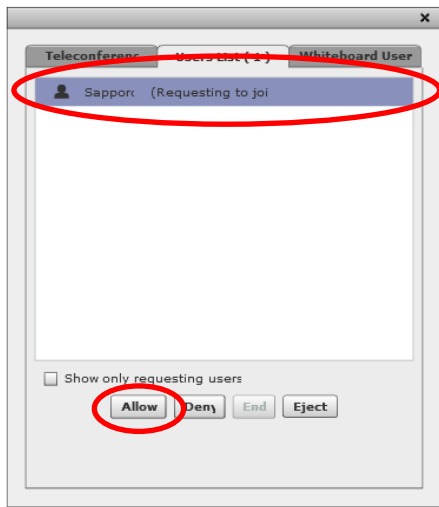 x
Teleconferenc Users List ( 1 ) Whiteboard User
Sapporo (Requesting to joi
Show only requesting users
Allow Deny End Eject